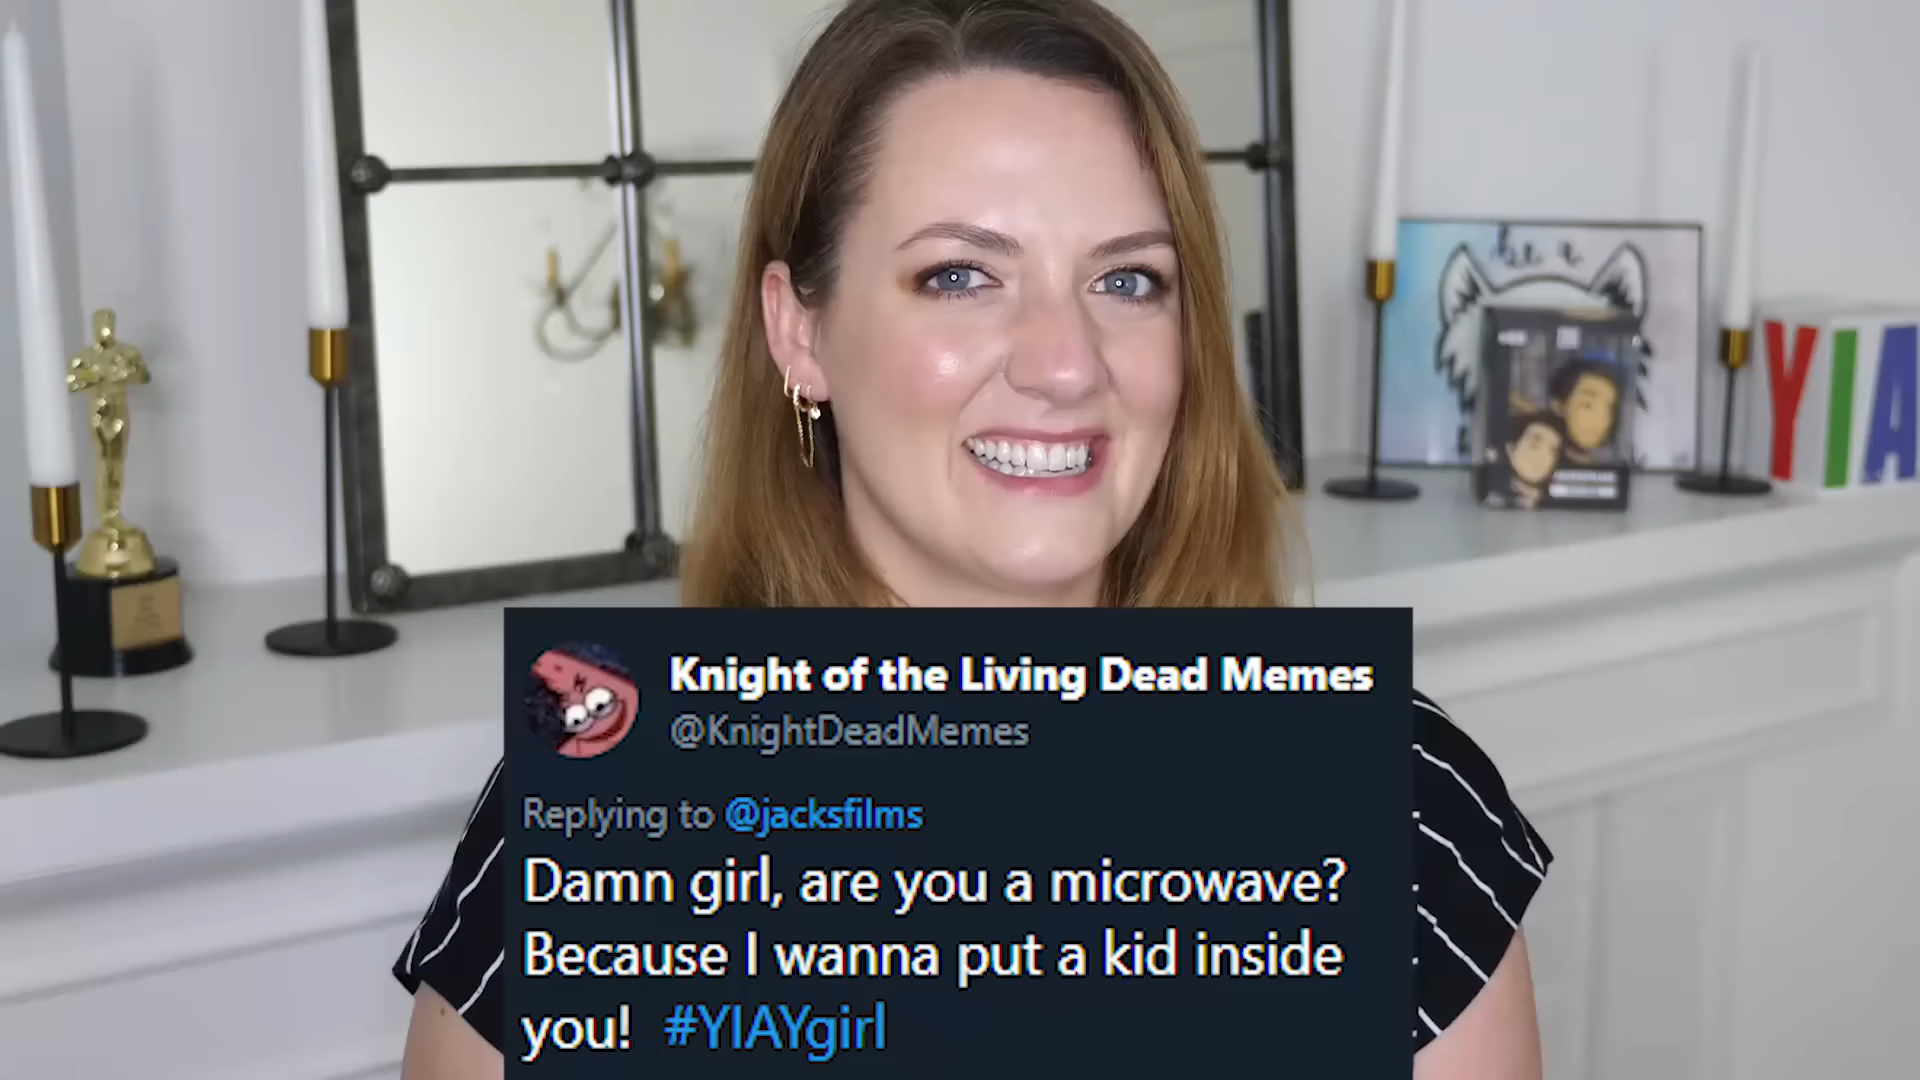 be a
YIA
Knight of the Living Dead Memes
@KnightDeadMemes
Replying to @jacksfilms
Damn girl, are you a microwave?
Because I wanna put a kid inside
you! #YIAYgirl